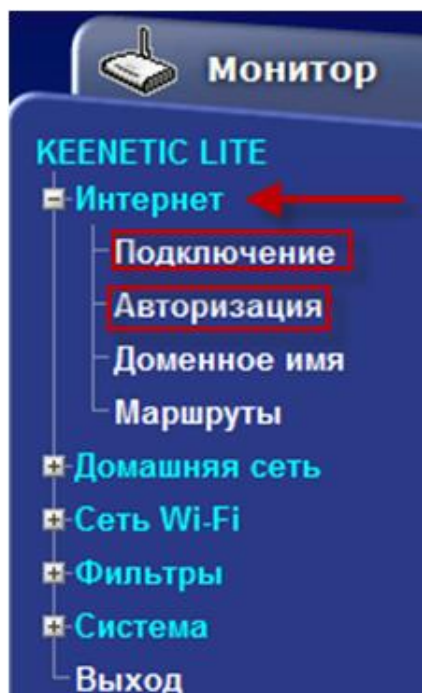 Монитор
KEENETIC LITE
Интернет
Подключение
Авторизация
Доменное имя
Маршруты
Домашняя сеть
Сеть Wi-Fi
Фильтры
Система
Выход